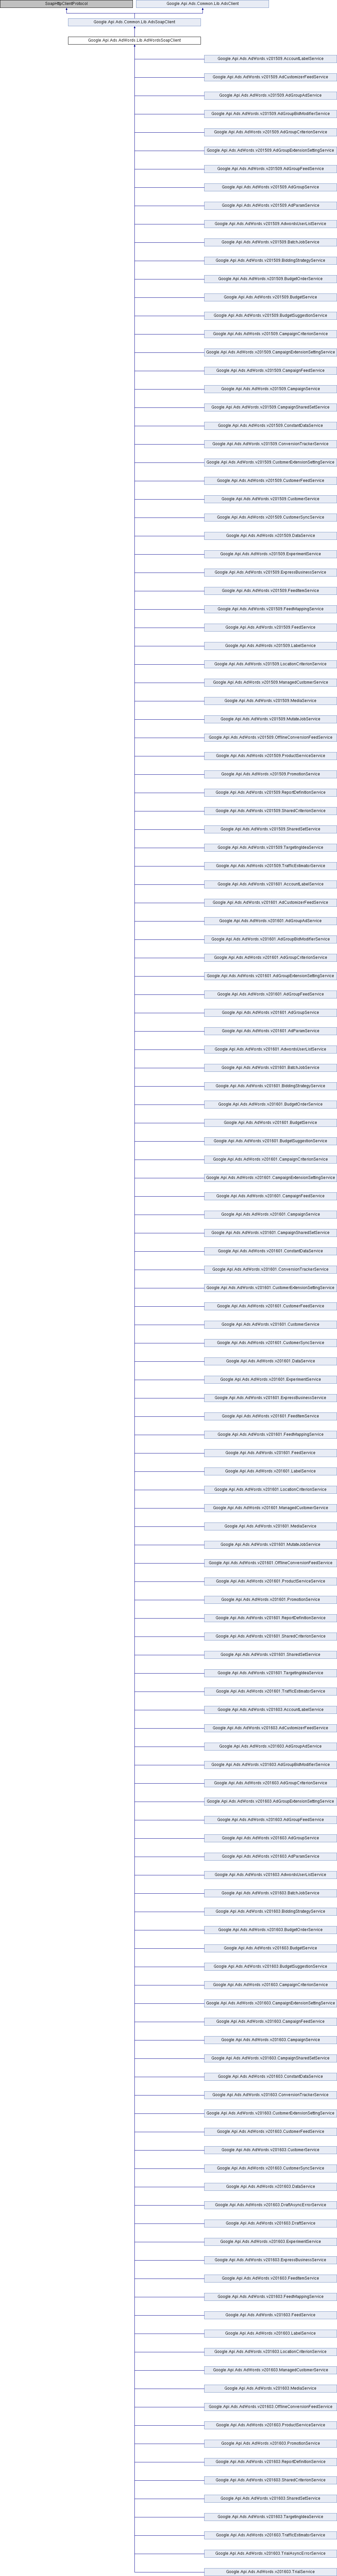 SoapHttpClientProtocol
Google.Api.Ads.Common.Lib.AdsClient
Google.Api.Ads.Common.Lib.AdsSoapClient
Google.Api.Ads.AdWords.Lib.AdWordsSoapClient
Google.Api.Ads.AdWords.v201509.AccountLabelService
Google.Api.Ads.AdWords.v201509.AdCustomizerFeedService
Google.Api.Ads.AdWords.v201509.AdGroupAdService
Google.Api.Ads.AdWords.v201509.AdGroupBidModifierService
Google.Api.Ads.AdWords.v201509.AdGroupCriterionService
Google.Api.Ads.AdWords.v201509.AdGroupExtensionSettingService
Google.Api.Ads.AdWords.v201509.AdGroupFeedService
Google.Api.Ads.AdWords.v201509.AdGroupService
Google.Api.Ads.AdWords.v201509.AdParamService
Google.Api.Ads.AdWords.v201509.AdwordsUserListService
Google.Api.Ads.AdWords.v201509.BatchJobService
Google.Api.Ads.AdWords.v201509.BiddingStrategyService
Google.Api.Ads.AdWords.v201509.BudgetOrderService
Google.Api.Ads.AdWords.v201509.BudgetService
Google.Api.Ads.AdWords.v201509.BudgetSuggestionService
Google.Api.Ads.AdWords.v201509.CampaignCriterionService
Google.Api.Ads.AdWords.v201509.CampaignExtensionSettingService
Google.Api.Ads.AdWords.v201509.CampaignFeedService
Google.Api.Ads.AdWords.v201509.CampaignService
Google.Api.Ads.AdWords.v201509.CampaignSharedSetService
Google.Api.Ads.AdWords.v201509.ConstantDataService
Google.Api.Ads.AdWords.v201509.ConversionTrackerService
Google.Api.Ads.AdWords.v201509.CustomerExtensionSettingService
Google.Api.Ads.AdWords.v201509.CustomerFeedService
Google.Api.Ads.AdWords.v201509.CustomerService
Google.Api.Ads.AdWords.v201509.CustomerSyncService
Google.Api.Ads.AdWords.v201509.DataService
Google.Api.Ads.AdWords.v201509.ExperimentService
Google.Api.Ads.AdWords.v201509.ExpressBusinessService
Google.Api.Ads.AdWords.v201509.FeedItemService
Google.Api.Ads.AdWords.v201509.FeedMappingService
Google.Api.Ads.AdWords.v201509.FeedService
Google.Api.Ads.AdWords.v201509.LabelService
Google.Api.Ads.AdWords.v201509.LocationCriterionService
Google.Api.Ads.AdWords.v201509.ManagedCustomerService
Google.Api.Ads.AdWords.v201509.MediaService
Google.Api.Ads.AdWords.v201509.MutateJobService
Google.Api.Ads.AdWords.v201509.OfflineConversionFeedService
Google.Api.Ads.AdWords.v201509.ProductServiceService
Google.Api.Ads.AdWords.v201509.PromotionService
Google.Api.Ads.AdWords.v201509.ReportDefinitionService
Google.Api.Ads.AdWords.v201509.SharedCriterionService
Google.Api.Ads.AdWords.v201509.SharedSetService
Google.Api.Ads.AdWords.v201509.TargetingIdeaService
Google.Api.Ads.AdWords.v201509.TrafficEstimatorService
Google.Api.Ads.AdWords.v201601.AccountLabelService
Google.Api.Ads.AdWords.v201601.AdCustomizerFeedService
Google.Api.Ads.AdWords.v201601.AdGroupAdService
Google.Api.Ads.AdWords.v201601.AdGroupBidModifierService
Google.Api.Ads.AdWords.v201601.AdGroupCriterionService
Google.Api.Ads.AdWords.v201601.AdGroupExtensionSettingService
Google.Api.Ads.AdWords.v201601.AdGroupFeedService
Google.Api.Ads.AdWords.v201601.AdGroupService
Google.Api.Ads.AdWords.v201601.AdParamService
Google.Api.Ads.AdWords.v201601.AdwordsUserListService
Google.Api.Ads.AdWords.v201601.BatchJobService
Google.Api.Ads.AdWords.v201601.BiddingStrategyService
Google.Api.Ads.AdWords.v201601.BudgetOrderService
Google.Api.Ads.AdWords.v201601.BudgetService
Google.Api.Ads.AdWords.v201601.BudgetSuggestionService
Google.Api.Ads.AdWords.v201601.CampaignCriterionService
Google.Api.Ads.AdWords.v201601.CampaignExtensionSettingService
Google.Api.Ads.AdWords.v201601.CampaignFeedService
Google.Api.Ads.AdWords.v201601.CampaignService
Google.Api.Ads.AdWords.v201601.CampaignSharedSetService
Google.Api.Ads.AdWords.v201601.ConstantDataService
Google.Api.Ads.AdWords.v201601.ConversionTrackerService
Google.Api.Ads.AdWords.v201601.CustomerExtensionSettingService
Google.Api.Ads.AdWords.v201601.CustomerFeedService
Google.Api.Ads.AdWords.v201601.CustomerService
Google.Api.Ads.AdWords.v201601.CustomerSyncService
Google.Api.Ads.AdWords.v201601.DataService
Google.Api.Ads.AdWords.v201601.ExperimentService
Google.Api.Ads.AdWords.v201601.ExpressBusinessService
Google.Api.Ads.AdWords.v201601.FeedItemService
Google.Api.Ads.AdWords.v201601.FeedMappingService
Google.Api.Ads.AdWords.v201601.FeedService
Google.Api.Ads.AdWords.v201601.LabelService
Google.Api.Ads.AdWords.v201601.LocationCriterionService
Google.Api.Ads.AdWords.v201601.ManagedCustomerService
Google.Api.Ads.AdWords.v201601.MediaService
Google.Api.Ads.AdWords.v201601.MutateJobService
Google.Api.Ads.AdWords.v201601.OfflineConversionFeedService
Google.Api.Ads.AdWords.v201601.ProductServiceService
Google.Api.Ads.AdWords.v201601.PromotionService
Google.Api.Ads.AdWords.v201601.ReportDefinitionService
Google.Api.Ads.AdWords.v201601.SharedCriterionService
Google.Api.Ads.AdWords.v201601.SharedSetService
Google.Api.Ads.AdWords.v201601.TargetingIdeaService
Google.Api.Ads.AdWords.v201601.TrafficEstimatorService
Google.Api.Ads.AdWords.v201603.AccountLabelService
Google.Api.Ads.AdWords.v201603.AdCustomizerFeedService
Google.Api.Ads.AdWords.v201603.AdGroupAdService
Google.Api.Ads.AdWords.v201603.AdGroupBidModifierService
Google.Api.Ads.AdWords.v201603.AdGroupCriterionService
Google.Api.Ads.AdWords.v201603.AdGroupExtensionSettingService
Google.Api.Ads.AdWords.v201603.AdGroupFeedService
Google.Api.Ads.AdWords.v201603.AdGroupService
Google.Api.Ads.AdWords.v201603.AdParamService
Google.Api.Ads.AdWords.v201603.AdwordsUserListService
Google.Api.Ads.AdWords.v201603.BatchJobService
Google.Api.Ads.AdWords.v201603.BiddingStrategyService
Google.Api.Ads.AdWords.v201603.BudgetOrderService
Google.Api.Ads.AdWords.v201603.BudgetService
Google.Api.Ads.AdWords.v201603.BudgetSuggestionService
Google.Api.Ads.AdWords.v201603.CampaignCriterionService
Google.Api.Ads.AdWords.v201603.CampaignExtensionSettingService
Google.Api.Ads.AdWords.v201603.CampaignFeedService
Google.Api.Ads.AdWords.v201603.CampaignService
Google.Api.Ads.AdWords.v201603.CampaignSharedSetService
Google.Api.Ads.AdWords.v201603.ConstantDataService
Google.Api.Ads.AdWords.v201603.ConversionTrackerService
Google.Api.Ads.AdWords.v201603.CustomerExtensionSettingService
Google.Api.Ads.AdWords.v201603.CustomerFeedService
Google.Api.Ads.AdWords.v201603.CustomerService
Google.Api.Ads.AdWords.v201603.CustomerSyncService
Google.Api.Ads.AdWords.v201603.DataService
Google.Api.Ads.AdWords.v201603.DraftAsyncErrorService
Google.Api.Ads.AdWords.v201603.DraftService
Google.Api.Ads.AdWords.v201603.ExperimentService
Google.Api.Ads.AdWords.v201603.ExpressBusinessService
Google.Api.Ads.AdWords.v201603.FeedItemService
Google.Api.Ads.AdWords.v201603.FeedMappingService
Google.Api.Ads.AdWords.v201603.FeedService
Google.Api.Ads.AdWords.v201603.LabelService
Google.Api.Ads.AdWords.v201603.LocationCriterionService
Google.Api.Ads.AdWords.v201603.ManagedCustomerService
Google.Api.Ads.AdWords.v201603.MediaService
Google.Api.Ads.AdWords.v201603.OfflineConversionFeedService
Google.Api.Ads.AdWords.v201603.ProductServiceService
Google.Api.Ads.AdWords.v201603.PromotionService
Google.Api.Ads.AdWords.v201603.ReportDefinitionService
Google.Api.Ads.AdWords.v201603.SharedCriterionService
Google.Api.Ads.AdWords.v201603.SharedSetService
Google.Api.Ads.AdWords.v201603.TargetingIdeaService
Google.Api.Ads.AdWords.v201603.TrafficEstimatorService
Google.Api.Ads.AdWords.v201603.TrialAsyncErrorService
Google.Api.Ads.AdWords.v201603.TrialService